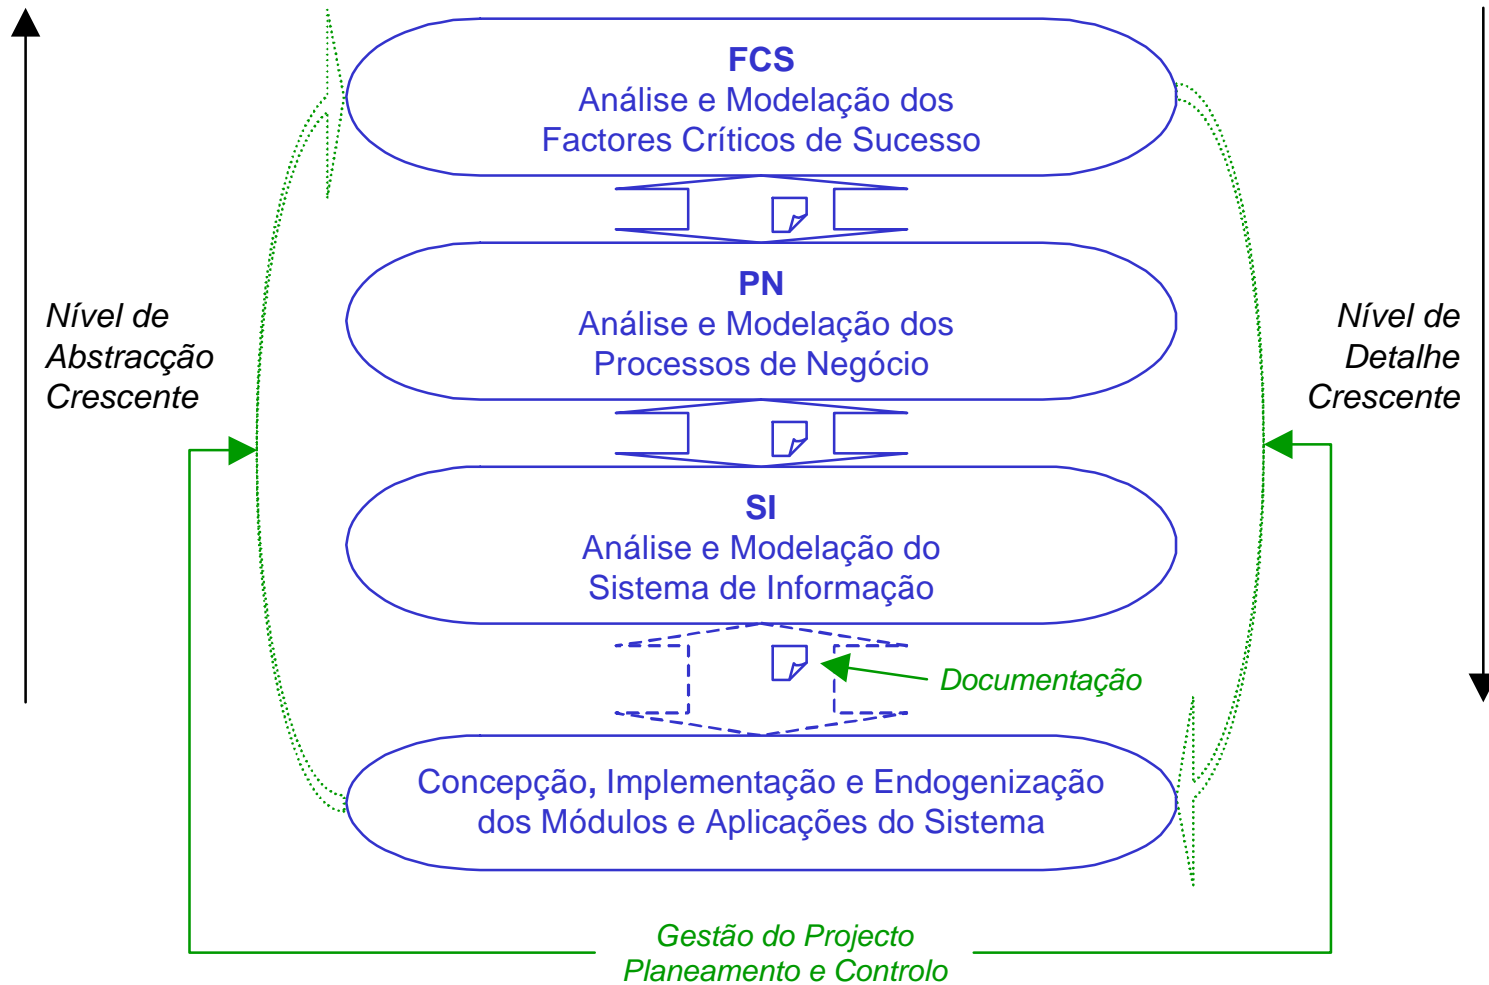 FCS
Análise e Modelação dos
Factores Críticos de Sucesso
PN
Análise e Modelação dos
Processos de Negócio
Nível de
Abstracção
Crescente
Nível de
Detalhe
Crescente
SI
Análise e Modelação do
Sistema de Informação
Documentação
Concepção, Implementação e Endogenização
dos Módulos e Aplicações do Sistema
Gestão do Projecto
Planeamento e Controlo